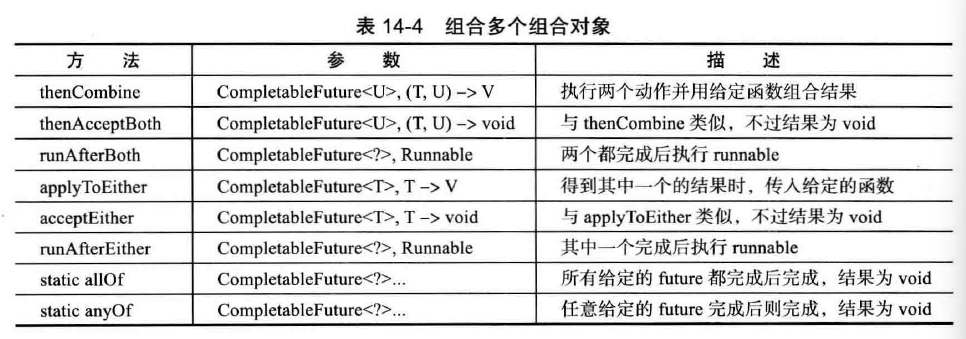 表 14-4 组合多个组合对象
方 法 参 数 描 述
thenCombine CompletableFuture<U>, (T, U) –> V 执行两个动作并用给定函数组合结果
thenAcceptBoth CompletableFuture<U>, (T, U) –> void 与 thenCombine 类似，不过结果为 void
runAfterBoth CompletableFuture<?>, Runnable 两个都完成后执行 runnable
applyToEither CompletableFuture<T>, T –> V 得到其中一个的结果时，传入给定的函数
acceptEither CompletableFuture<T>, T –> void 与 applyToEither 类似，不过结果为 void
runAfterEither CompletableFuture<?>, Runnable 其中一个完成后执行 runnable
static allOf CompletableFuture<?>... 所有给定的 future 都完成后完成，结果为 void
static anyOf CompletableFuture<?>... 任意给定的 future 完成后则完成，结果为 void